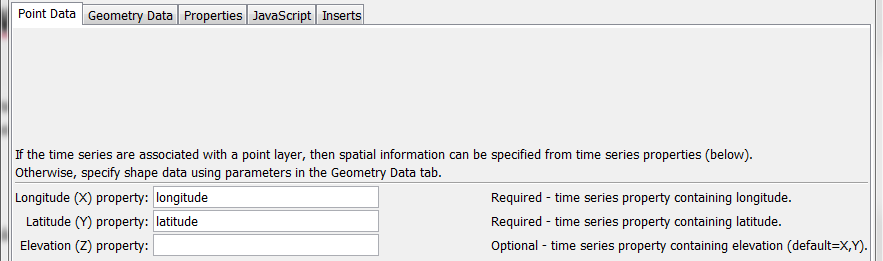 Point Data Geometry Data Properties JavaScript Inserts
If the time series are associated with a point layer, then spatial information can be specified from time series properties (below).
Otherwise, specify shape data using parameters in the Geometry Data tab.
Longitude (X) property: longitude Required - time series property containing longitude.
Latitude (Y) property: latitude Required - time series property containing latitude.
Elevation (Z) property: Optional - time series property containing elevation (default=X,Y).